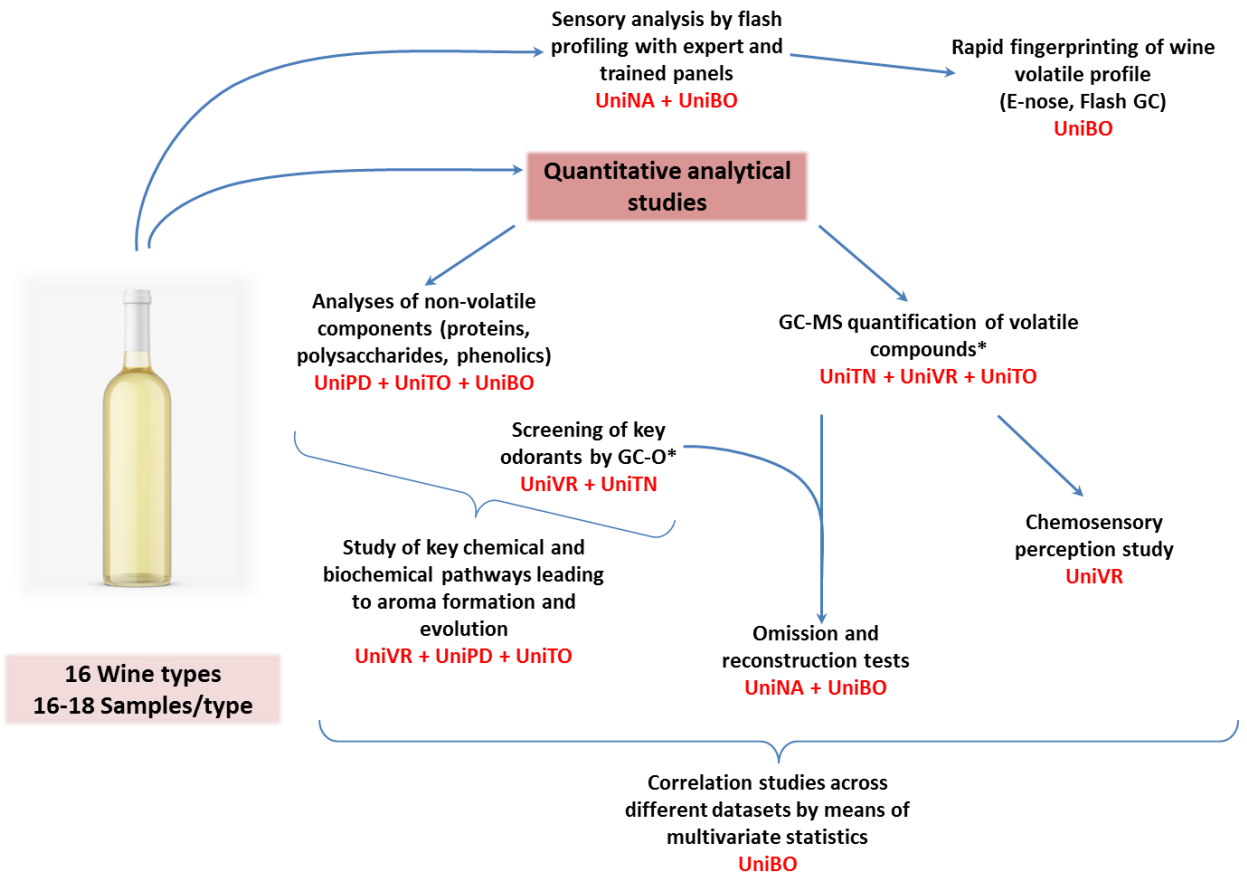 Sensory analysis by flash
profiling with expert and
trained panels
UniNA + UniBO
Rapid fingerprinting of wine
volatile profile
(E-nose, Flash GC)
UniBO
Quantitative analytical
studies
Analyses of non-volatile
components (proteins,
polysaccharides, phenolics)
UniPD + UniTO + UniBO
GC-MS quantification of volatile
compounds*
UniTN + UniVR + UniTO
Screening of key
odorants by GC-O*
UniVR + UniTN
Chemosensory
perception study
UniVR
Study of key chemical and
biochemical pathways leading
to aroma formation and
evolution
UniVR + UniPD + UniTO
Omission and
reconstruction tests
UniNA + UniBO
16 Wine types
16-18 Samples/type
Correlation studies across
different datasets by means of
multivariate statistics
UniBO